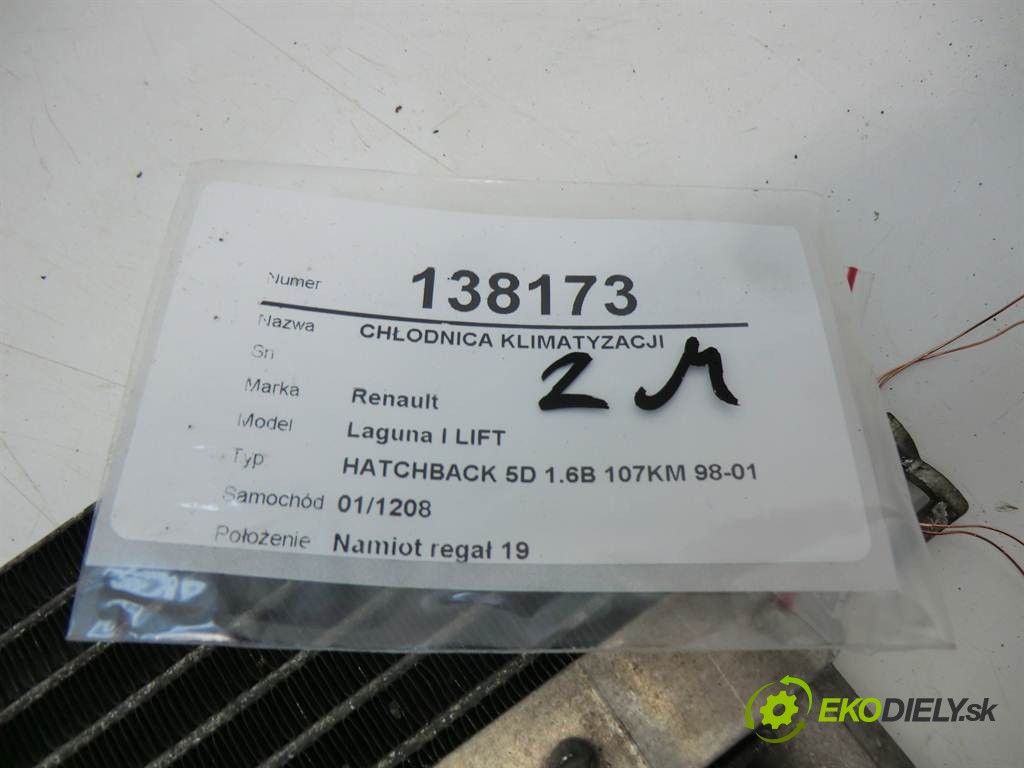 Numer 138173
Nazwa CHŁODNICA KLIMATYZACJI
Sn
2 M
Marka Renault
Model Laguna I LIFT
Typ HATCHBACK 5D 1.6B 107KM 98-01
Samochód 01/1208
Położenie Namiot regał 19
EKODIELY.sk